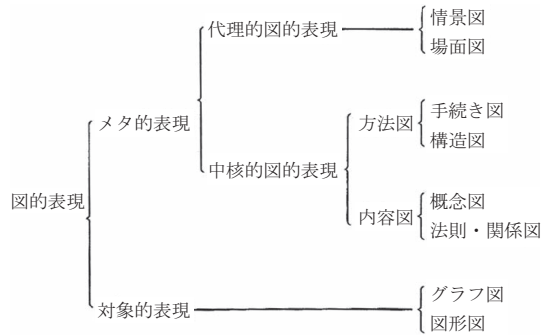 情景図
代理的図的表現
場面図
手続き図
メタ的表現
方法図
構造図
中核的図的表現
概念図
図的表現
内容図
法則・関係図
グラフ図
対象的表現
図形図